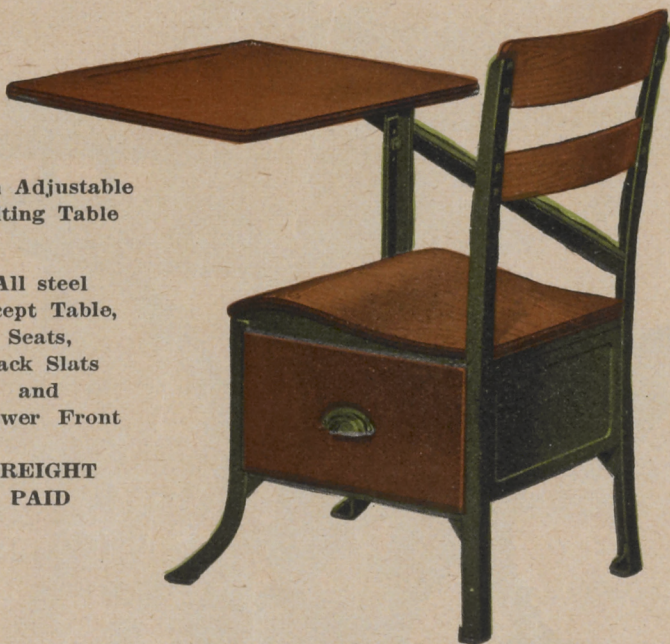 Adjustable
ting Table
All steel
cept Table,
Seats,
ack Slats
and
wer Front
REIGHT
PAID